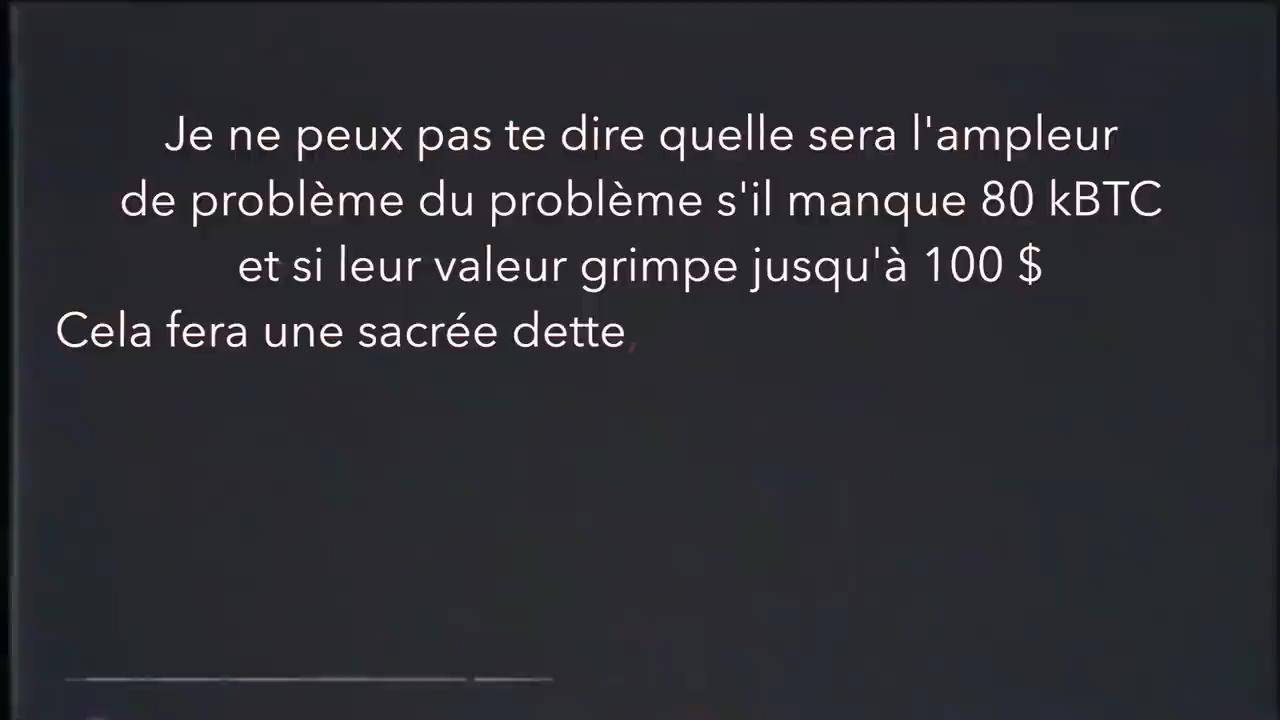 Je ne peux pas te dire quelle sera l'ampleur
de problème du problème s'il manque 80 kBTC
et si leur valeur grimpe jusqu'à 100 $
Cela fera une sacrée dette,